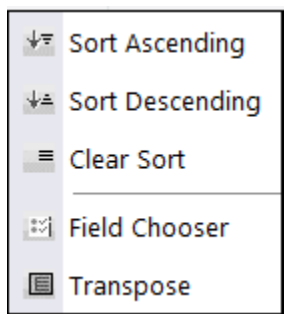 Sort Ascending
Sort Descending
Clear Sort
Field Chooser
Transpose